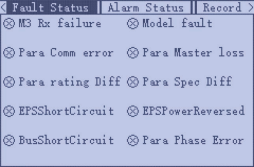 < Fault Status Alarm Status Record >
M3 Rx failure Model fault
Para Comm error Para Master loss
Para rating Diff Para Spec Diff
EPSShortCircuit EPSPowerReversed
BusShortCircuit Para Phase Error